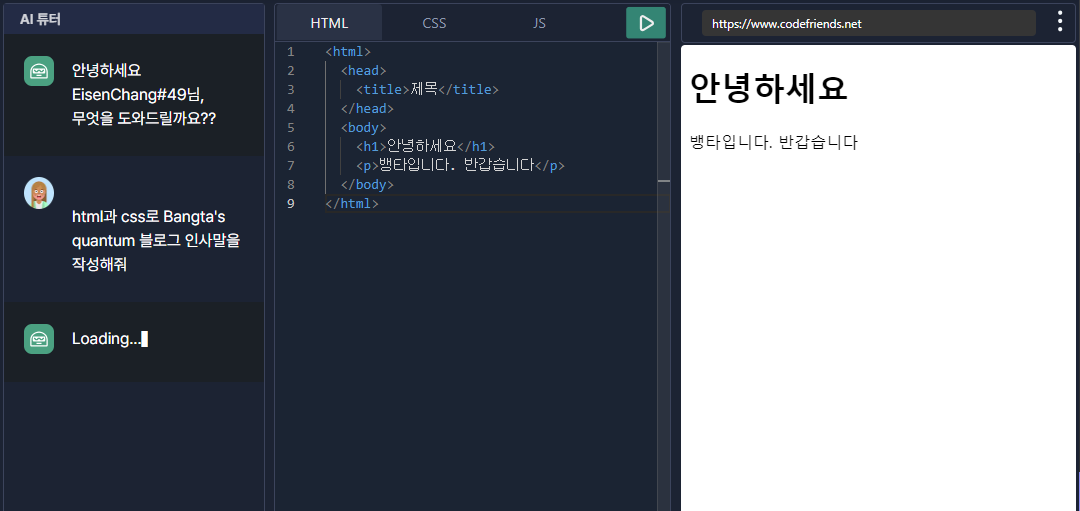 AI 튜터
안녕하세요
EisenChang#49님,
무엇을 도와드릴까요??
html과 css로 Bangta's
quantum 블로그 인사말을
작성해줘
Loading...
HTML CSS JS
1 <html>
2 <head>
3 <title>제목</title>
4 </head>
5 <body>
6 <h1>안녕하세요</h1>
7 <p>뱅타입니다. 반갑습니다</p>
8 </body>
9 </html>
https://www.codefriends.net
안녕하세요
뱅타입니다. 반갑습니다